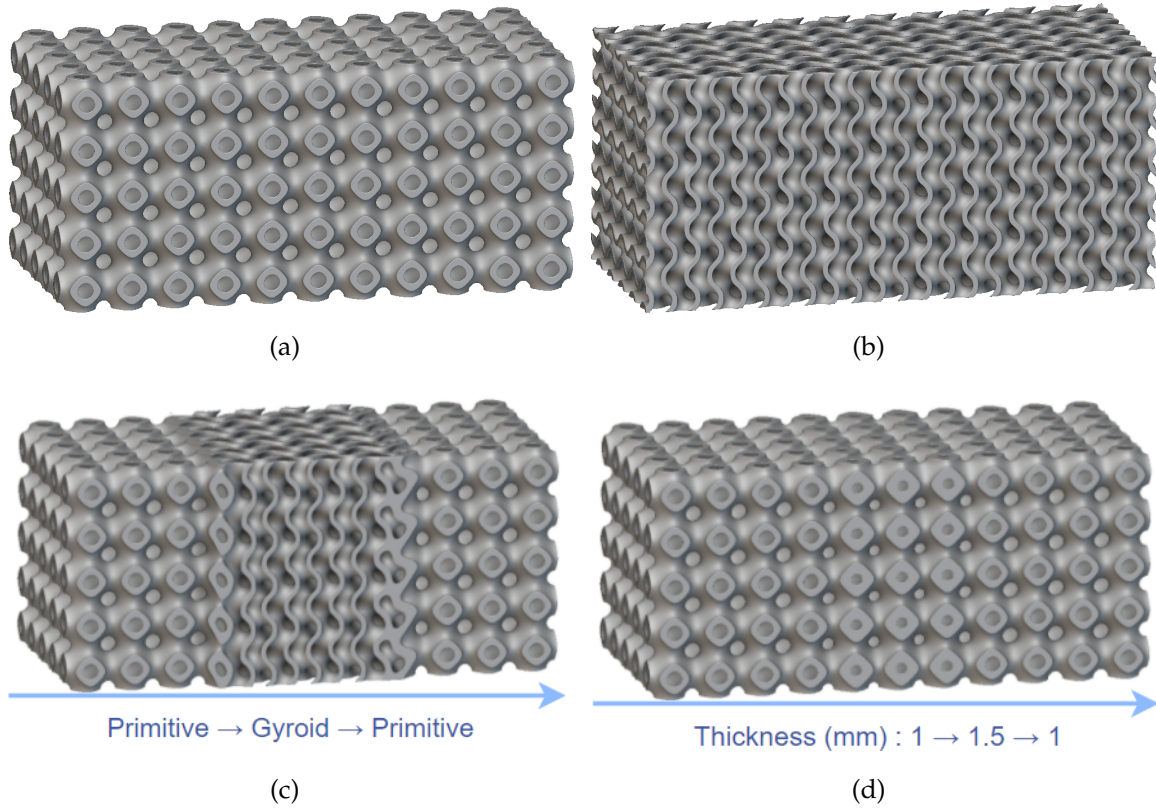 (a)
(b)
Primitive → Gyroid → Primitive
Thickness (mm) : 1 → 1.5 → 1
(c)
(d)